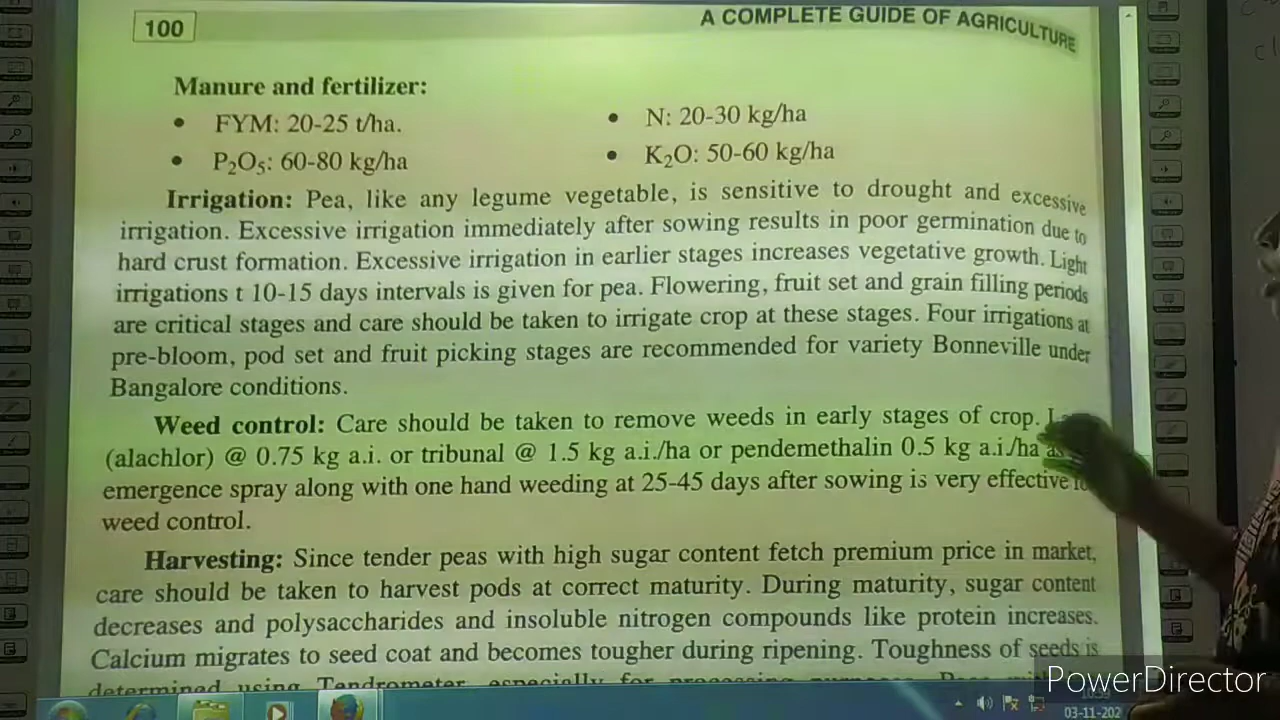 100
A COMPLETE GUIDE OF AGRICULTURE
Manure and fertilizer:
• FYM: 20-25 t/ha.
• N: 20-30 kg/ha
• P₂O₅: 60-80 kg/ha
• K₂O: 50-60 kg/ha
Irrigation: Pea, like any legume vegetable, is sensitive to drought and excessive
irrigation. Excessive irrigation immediately after sowing results in poor germination due to
hard crust formation. Excessive irrigation in earlier stages increases vegetative growth. Light
irrigations t 10-15 days intervals is given for pea. Flowering, fruit set and grain filling periods
are critical stages and care should be taken to irrigate crop at these stages. Four irrigations at
pre-bloom, pod set and fruit picking stages are recommended for variety Bonneville under
Bangalore conditions.
Weed control: Care should be taken to remove weeds in early stages of crop.
(alachlor) @ 0.75 kg a.i. or tribunal @ 1.5 kg a.i./ha or pendemethalin 0.5 kg a.i./ha as
emergence spray along with one hand weeding at 25-45 days after sowing is very effective
weed control.
Harvesting: Since tender peas with high sugar content fetch premium price in market,
care should be taken to harvest pods at correct maturity. During maturity, sugar content
decreases and polysaccharides and insoluble nitrogen compounds like protein increases.
Calcium migrates to seed coat and becomes tougher during ripening. Toughness of seeds is
determined using Tendrometer, especially for processing
PowerDirector
03-11-202